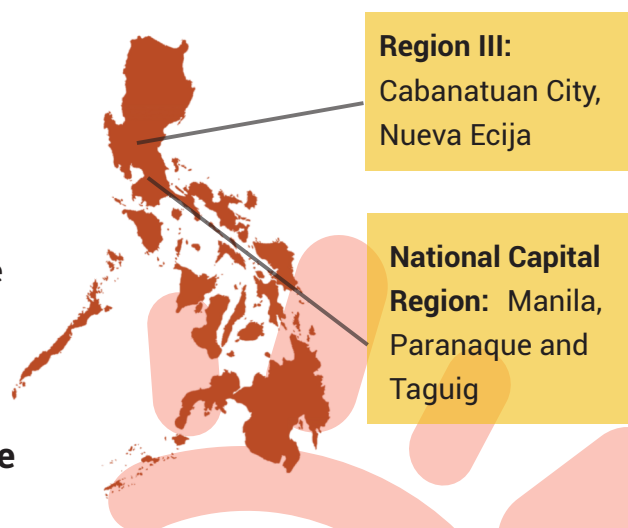 Region III:
Cabanatuan City,
Nueva Ecija
National Capital
Region: Manila,
Paranaque and
Taguig
e
e